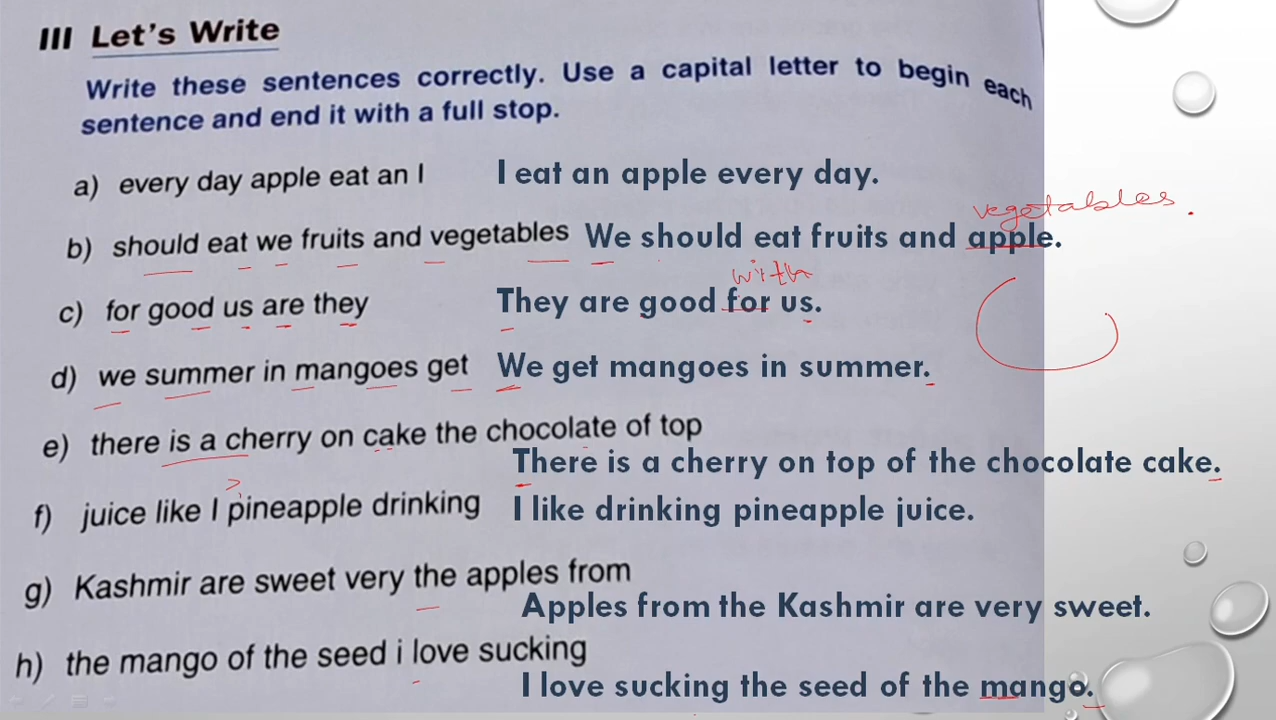 III Let's Write
Write these sentences correctly. Use a capital letter to begin each
sentence and end it with a full stop.
a) every day apple eat an I I eat an apple every day.
vegetables.
b) should eat we fruits and vegetables We should eat fruits and apple.
with
c) for good us are they They are good for us.
d) we summer in mangoes get We get mangoes in summer.
e) there is a cherry on cake the chocolate of top
There is a cherry on top of the chocolate cake.
f) juice like I pineapple drinking I like drinking pineapple juice.
g) Kashmir are sweet very the apples from
Apples from the Kashmir are very sweet.
h) the mango of the seed i love sucking
I love sucking the seed of the mango.